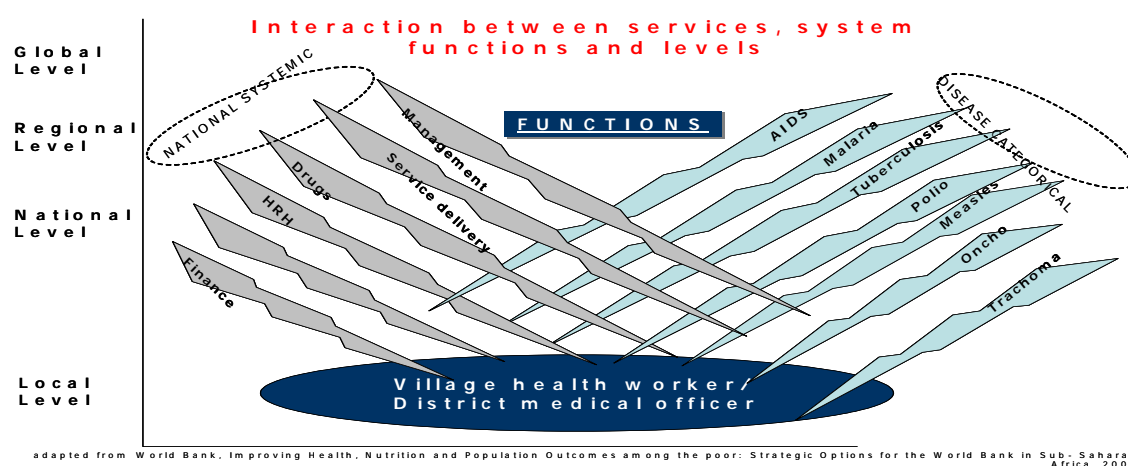 Interaction between services, system
functions and levels
Global
Level
NATIONAL SYSTEMIC
DISEASE CATEGORICAL
Regional
Level
FUNCTIONS
Management
Service delivery
Drugs
HRH
Finance
AIDS
Malaria
Tuberculosis
Polio
Measles
Oncho
Trachoma
National
Level
Local
Level
Village health worker/
District medical officer
adapted from World Bank, Improving Health, Nutrition and Population Outcomes among the poor: Strategic Options for the World Bank in Sub- Sahara
Africa, 200